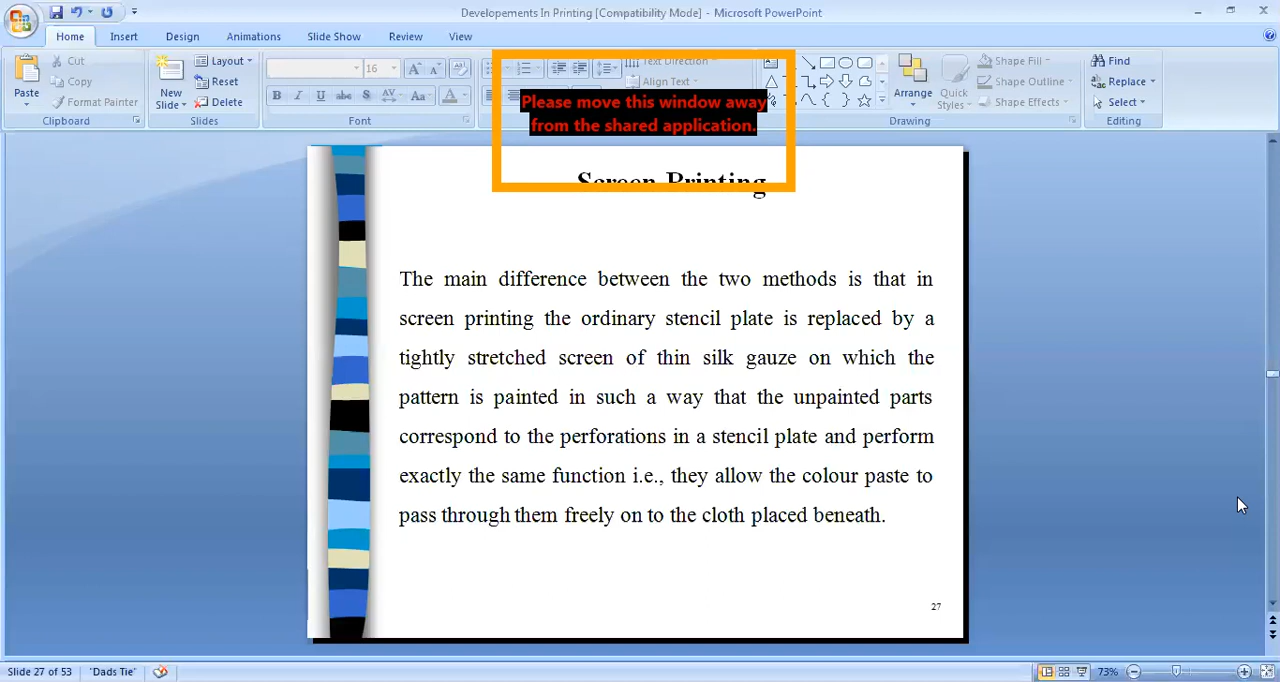 Developements In Printing [Compatibility Mode] - Microsoft PowerPoint
Home Insert Design Animations Slide Show Review View
Paste
Cut
Copy
Format Painter
Clipboard
New Slide
Layout
Reset
Delete
Slides
16
B I U abc S AV Aa A
Font
Text Direction
Align Text
Arrange
Quick Styles
Shape Fill
Shape Outline
Shape Effects
Drawing
Find
Replace
Select
Editing
Please move this window away
from the shared application.
Screen Printing
The main difference between the two methods is that in
screen printing the ordinary stencil plate is replaced by a
tightly stretched screen of thin silk gauze on which the
pattern is painted in such a way that the unpainted parts
correspond to the perforations in a stencil plate and perform
exactly the same function i.e., they allow the colour paste to
pass through them freely on to the cloth placed beneath.
27
Slide 27 of 53 "Dads Tie" 73%